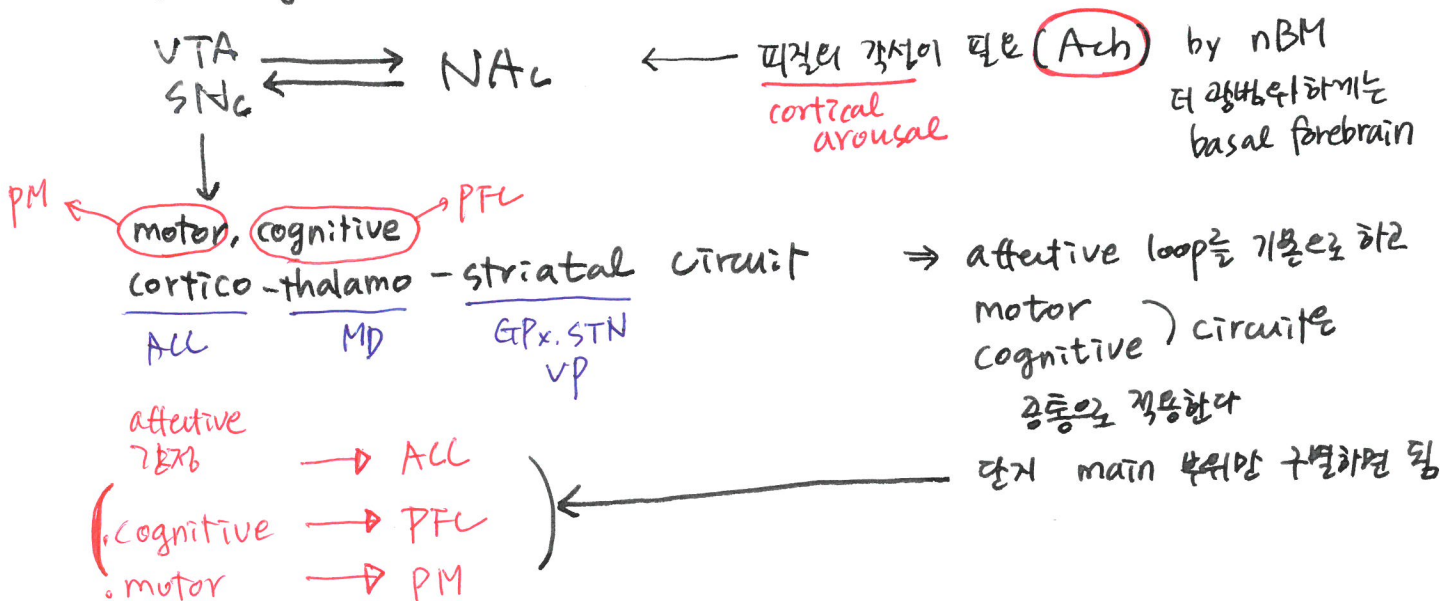 VTA
SNc
NAc
피질의 각성이 필요 (Ach) by nBM
cortical
arousal
더 광범위하게는
basal forebrain
PM
PFC
motor, cognitive
cortico-thalamo-striatal circuit
ACC
MD
GPx. STN
VP
⇒ affective loop를 기본으로 하고
motor
cognitive ) circuit은
공통으로 적용한다
단지 main 부위만 구별하면 됨
affective
감정 → ACC
.cognitive → PFC
.motor → PM